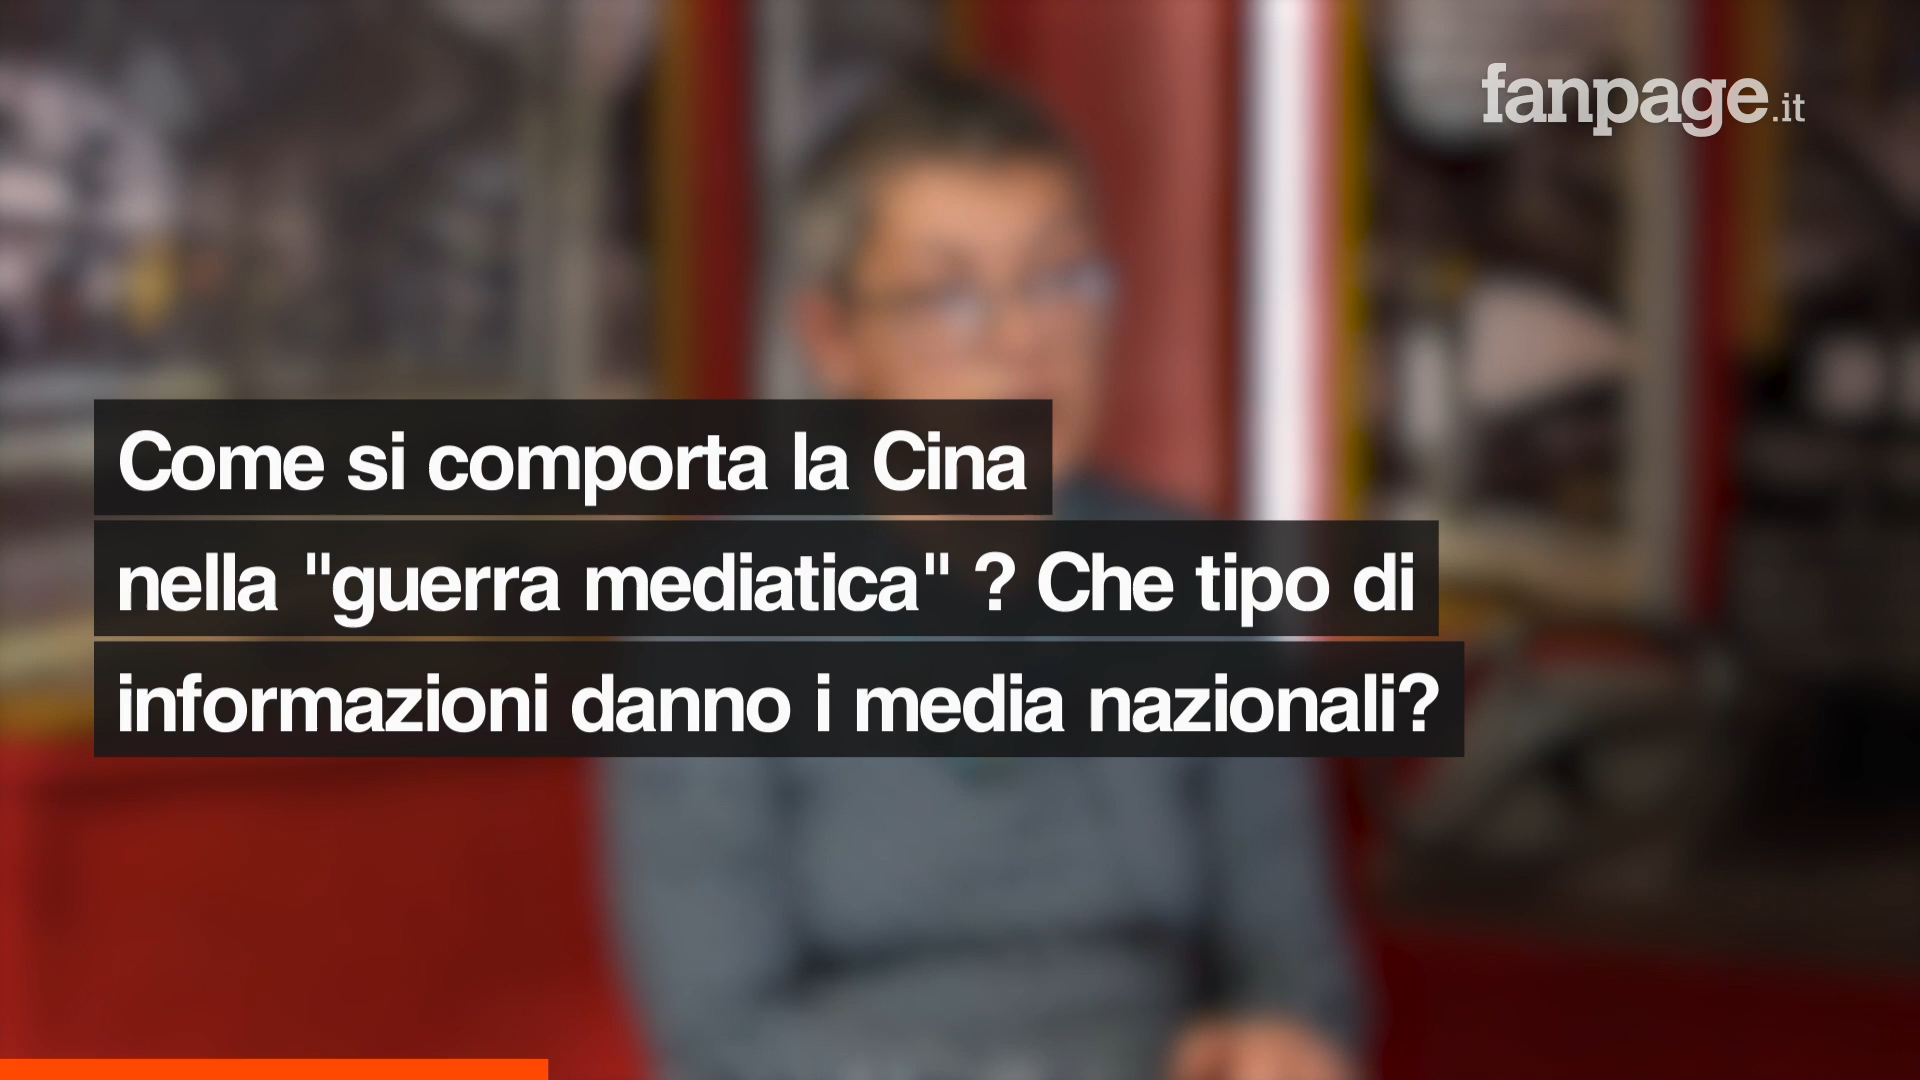 fanpage.it
Come si comporta la Cina
nella "guerra mediatica" ? Che tipo di
informazioni danno i media nazionali?